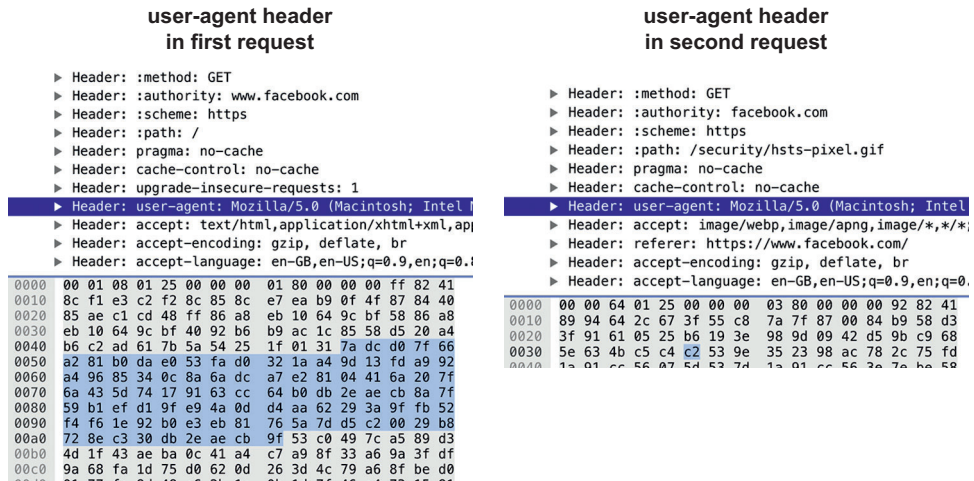 user-agent header
in first request
Header: :method: GET
Header: :authority: www.facebook.com
Header: :scheme: https
Header: :path: /
Header: pragma: no-cache
Header: cache-control: no-cache
Header: upgrade-insecure-requests: 1
Header: user-agent: Mozilla/5.0 (Macintosh; Intel
Header: accept: text/html,application/xhtml+xml,ap
Header: accept-encoding: gzip, deflate, br
Header: accept-language: en-GB,en-US;q=0.9,en;q=0.8
0000 00 01 08 01 25 00 00 00 01 80 00 00 00 ff 82 41
0010 8c f1 e3 c2 f2 8c 85 8c e7 ea b9 0f 4f 87 84 40
0020 85 ae c1 cd 48 ff 86 a8 eb 10 64 9c bf 58 86 a8
0030 eb 10 64 9c bf 40 92 b6 b9 ac 1c 85 58 d5 20 a4
0040 b6 c2 ad 61 7b 5a 54 25 1f 01 31 7a dc d0 7f 66
0050 a2 81 b0 da e0 53 fa d0 32 1a a4 9d 13 fd a9 92
0060 a4 96 85 34 0c 8a 6a dc a7 e2 81 04 41 6a 20 7f
0070 6a 43 5d 74 17 91 63 cc 64 b0 db 2e ae cb 8a 7f
0080 59 b1 ef d1 9f e9 4a 0d d4 aa 62 29 3a 9f fb 52
0090 f4 f6 1e 92 b0 e3 eb 81 76 5a 7d d5 c2 00 29 b8
00a0 72 8e c3 30 db 2e ae cb 9f 53 c0 49 7c a5 89 d3
00b0 4d 1f 43 ae ba 0c 41 a4 c7 a9 8f 33 a6 9a 3f df
00c0 9a 68 fa 1d 75 d0 62 0d 26 3d 4c 79 a6 8f be d0
user-agent header
in second request
Header: :method: GET
Header: :authority: facebook.com
Header: :scheme: https
Header: :path: /security/hsts-pixel.gif
Header: pragma: no-cache
Header: cache-control: no-cache
Header: user-agent: Mozilla/5.0 (Macintosh; Intel
Header: accept: image/webp,image/apng,image/*,*/*;
Header: referer: https://www.facebook.com/
Header: accept-encoding: gzip, deflate, br
Header: accept-language: en-GB,en-US;q=0.9,en;q=0.
0000 00 00 64 01 25 00 00 00 03 80 00 00 00 92 82 41
0010 89 94 64 2c 67 3f 55 c8 7a 7f 87 00 84 b9 58 d3
0020 3f 91 61 05 25 b6 19 3e 98 9d 09 42 d5 9b c9 68
0030 5e 63 4b c5 c4 c2 53 9e 35 23 98 ac 78 2c 75 fd
0040 1a 91 cc 56 07 5d 53 7d 1a 91 cc 56 3e 7e be 58